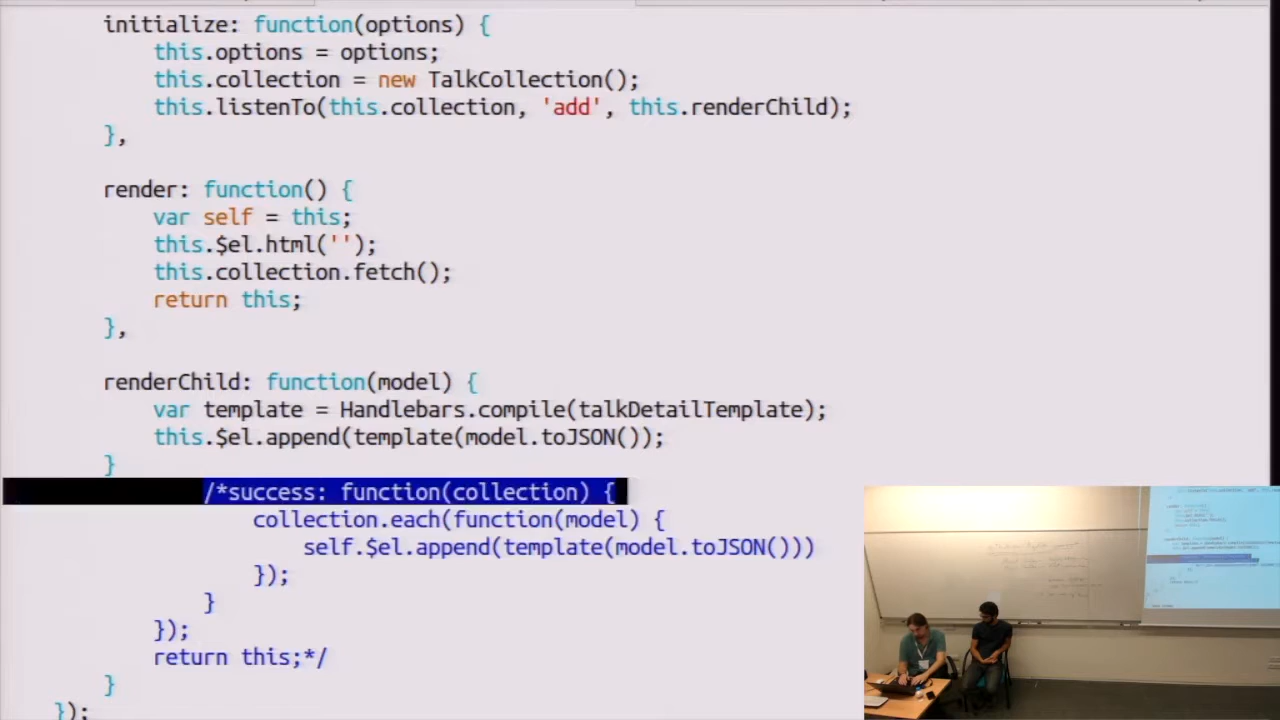 initialize: function(options) {
this.options = options;
this.collection = new TalkCollection();
this.listenTo(this.collection, 'add', this.renderChild);
},
render: function() {
var self = this;
this.$el.html('');
this.collection.fetch();
return this;
},
renderChild: function(model) {
var template = Handlebars.compile(talkDetailTemplate);
this.$el.append(template(model.toJSON());
}
/*success: function(collection) {
collection.each(function(model) {
self.$el.append(template(model.toJSON()))
});
}
});
return this;*/
}
});